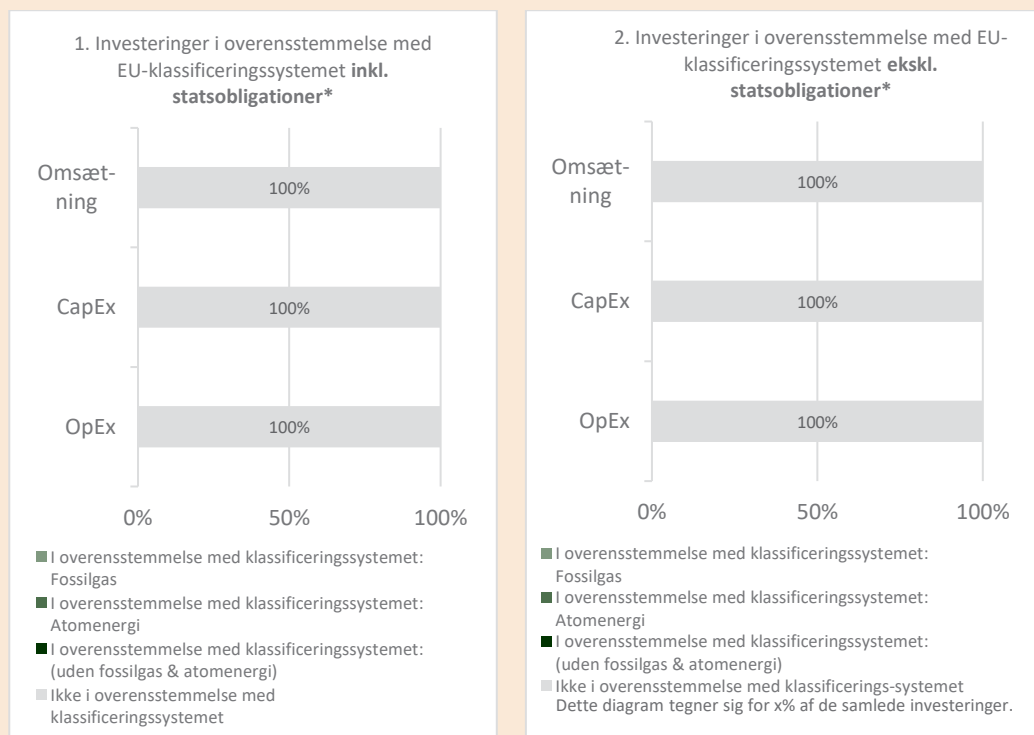 1. Investeringer i overensstemmelse med
EU-klassificeringssystemet inkl.
statsobligationer*
Omsæt-
ning
100%
CapEx
100%
OpEx
100%
0%
50%
100%
I overensstemmelse med klassificeringssystemet:
Fossilgas
I overensstemmelse med klassificeringssystemet:
Atomenergi
I overensstemmelse med klassificeringssystemet:
(uden fossilgas & atomenergi)
Ikke i overensstemmelse med
klassificeringssystemet
2. Investeringer i overensstemmelse med EU-
klassificeringssystemet ekskl.
statsobligationer*
Omsæt-
ning
100%
CapEx
100%
OpEx
100%
0%
50%
100%
I overensstemmelse med klassificeringssystemet:
Fossilgas
I overensstemmelse med klassificeringssystemet:
Atomenergi
I overensstemmelse med klassificeringssystemet:
(uden fossilgas & atomenergi)
Ikke i overensstemmelse med klassificerings-systemet
Dette diagram tegner sig for x% af de samlede investeringer.